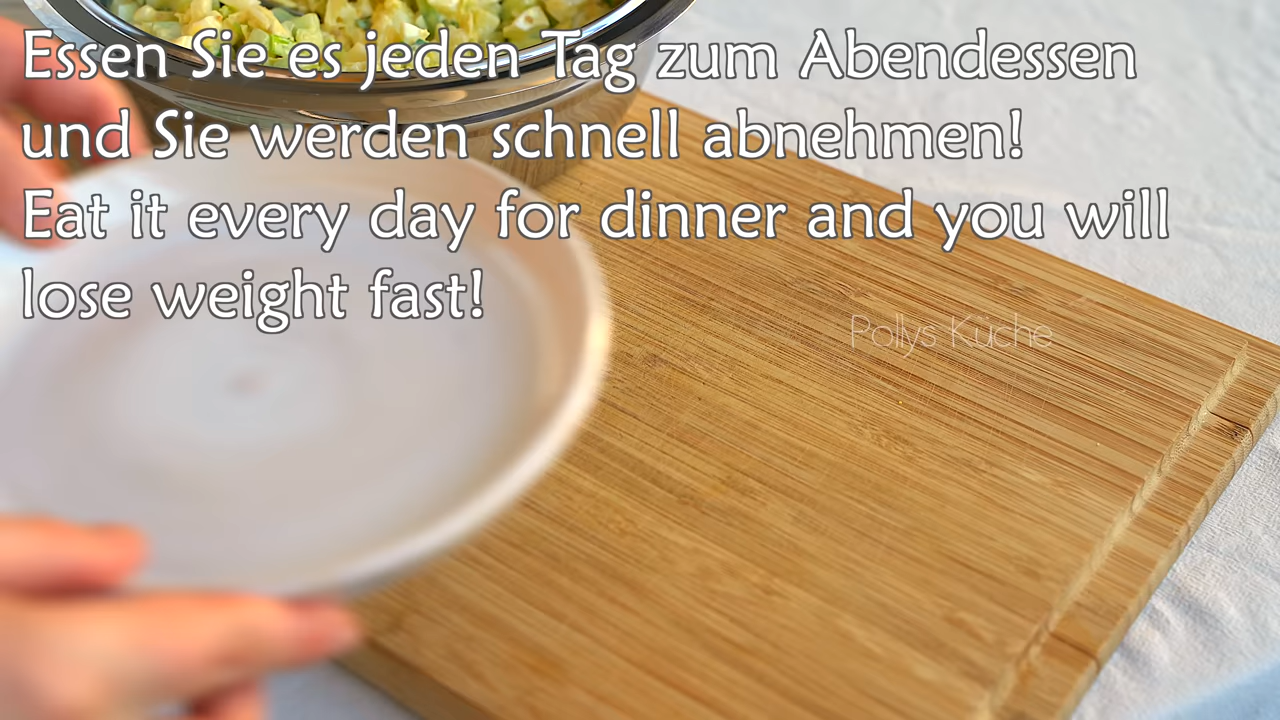 Essen Sie es jeden Tag zum Abendessen
und Sie werden schnell abnehmen!
Eat it every day for dinner and you will
lose weight fast!
Pollys Küche